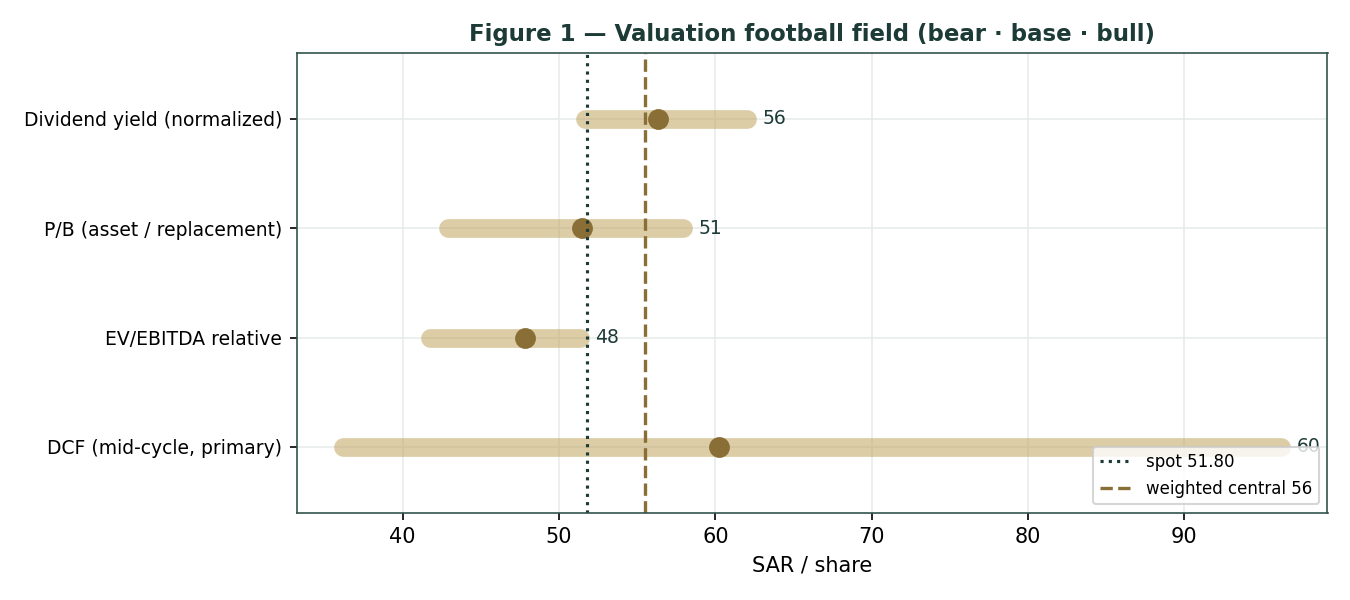 Figure 1 — Valuation football field (bear · base · bull)
Dividend yield (normalized)
56
P/B (asset / replacement)
51
EV/EBITDA relative
48
DCF (mid-cycle, primary)
60
spot 51.80
weighted central 56
40 50 60 70 80 90
SAR / share